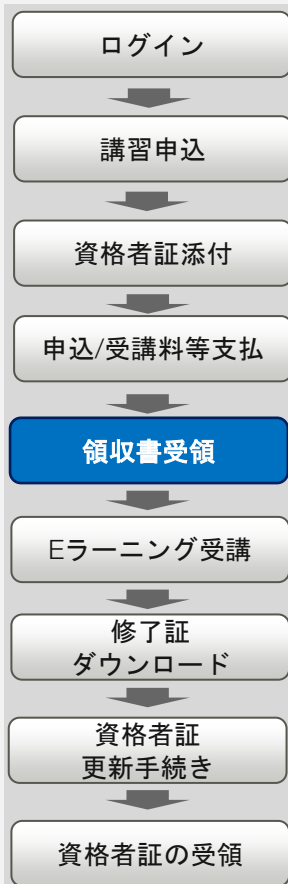 ログイン
講習申込
資格者証添付
申込/受講料等支払
領収書受領
Eラーニング受講
修了証
ダウンロード
資格者証
更新手続き
資格者証の受領